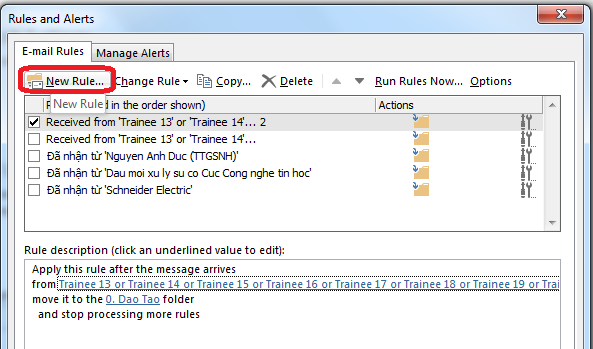 Rules and Alerts
E-mail Rules Manage Alerts
New Rule... Change Rule Copy... Delete Run Rules Now... Options
New Rule
d in the order shown) Actions
Received from 'Trainee 13' or 'Trainee 14'... 2
Received from 'Trainee 13' or 'Trainee 14'...
Đã nhận từ 'Nguyen Anh Duc (TTGSNH)'
Đã nhận từ 'Dau moi xu ly su co Cuc Cong nghe tin hoc'
Đã nhận từ 'Schneider Electric'
Rule description (click an underlined value to edit):
Apply this rule after the message arrives
from Trainee 13 or Trainee 14 or Trainee 15 or Trainee 16 or Trainee 17 or Trainee 18 or Trainee 19 or Trai
move it to the 0. Dao Tao folder
and stop processing more rules